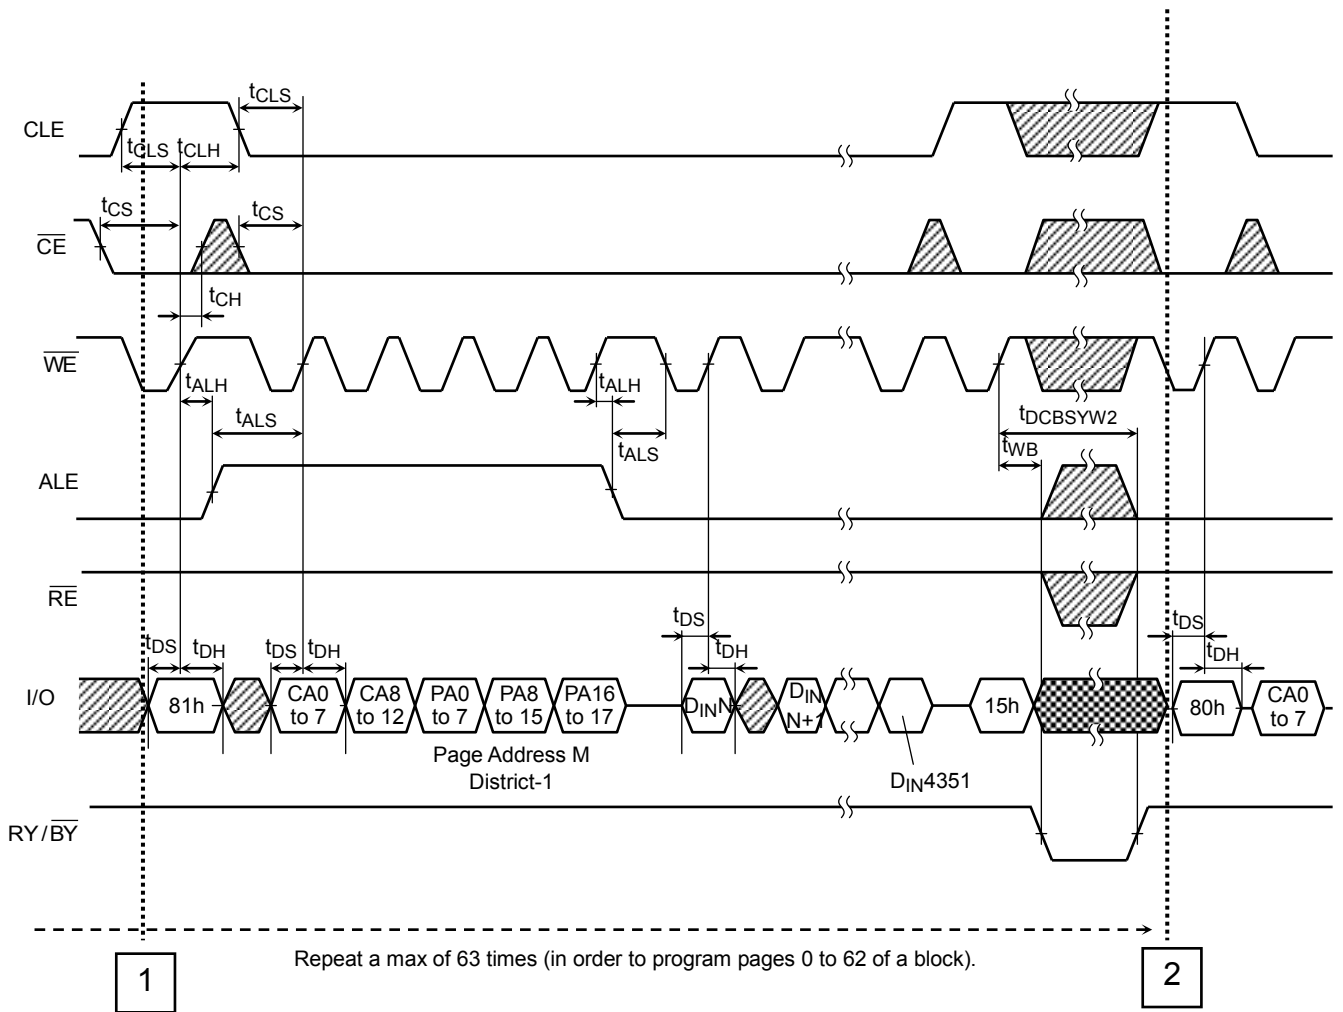 tCLS
CLE
tCLS tCLH
tCS tCS
CE
tCH
WE
tALH tALH
tALS tDCBSYW2
tALS tWB
ALE
RE
tDS tDH tDS tDH tDS tDH tDS tDH
I/O
81h
CA0 to 7
CA8 to 12
PA0 to 7
PA8 to 15
PA16 to 17
DINN
DIN N+1
15h
80h
CA0 to 7
Page Address M
District-1
DIN4351
RY/BY
Repeat a max of 63 times (in order to program pages 0 to 62 of a block).
1
2